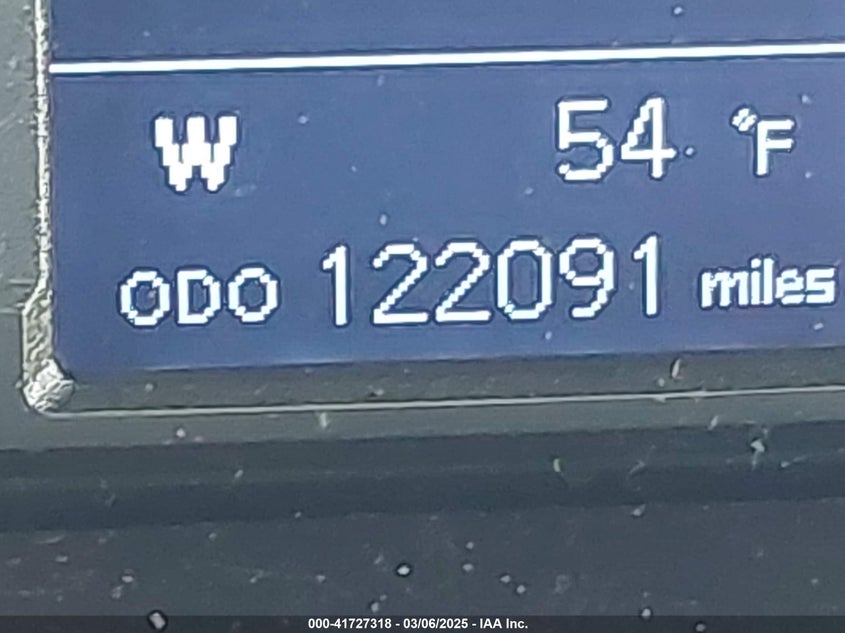 W 54 °F
ODO 122091 miles
000-41727318 - 03/06/2025 - IAA Inc.